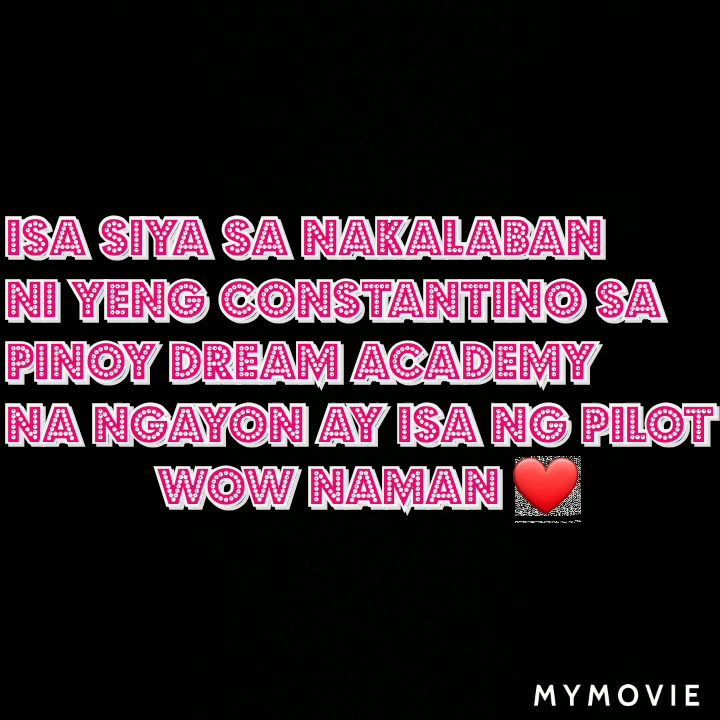 ISA SIYA SA NAKALABAN
NI YENG CONSTANTINO SA
PINOY DREAM ACADEMY
NA NGAYON AY ISA NG PILOT
WOW NAMAN ❤️
MYMOVIE